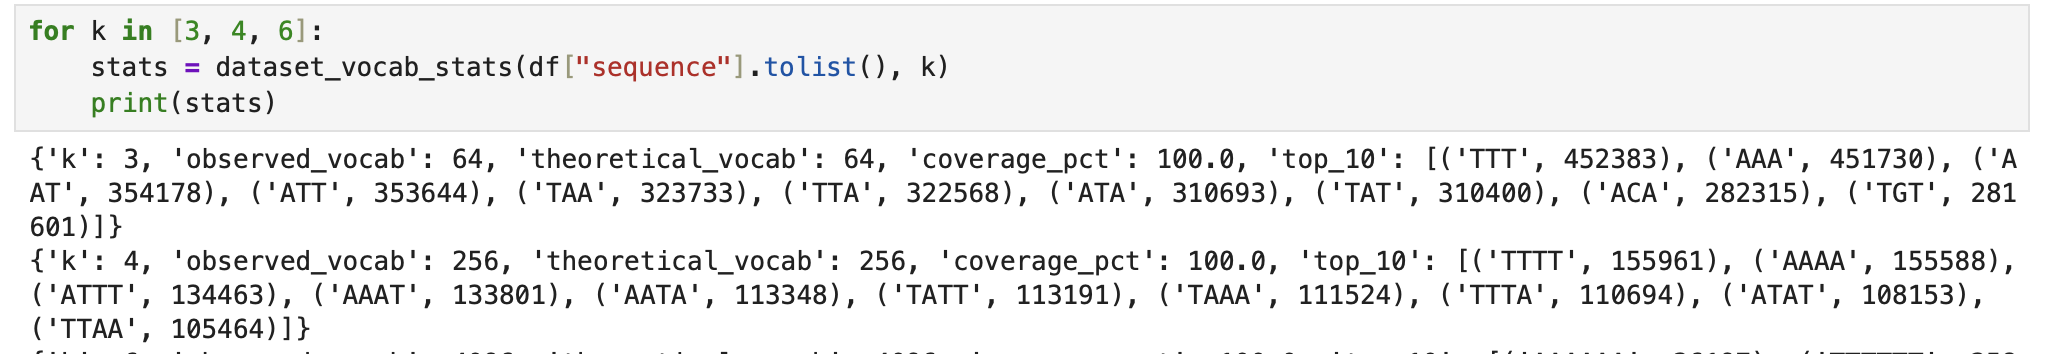 for k in [3, 4, 6]:
    stats = dataset_vocab_stats(df["sequence"].tolist(), k)
    print(stats)
{'k': 3, 'observed_vocab': 64, 'theoretical_vocab': 64, 'coverage_pct': 100.0, 'top_10': [('TTT', 452383), ('AAA', 451730), ('A
AT', 354178), ('ATT', 353644), ('TAA', 323733), ('TTA', 322568), ('ATA', 310693), ('TAT', 310400), ('ACA', 282315), ('TGT', 281
601)]}
{'k': 4, 'observed_vocab': 256, 'theoretical_vocab': 256, 'coverage_pct': 100.0, 'top_10': [('TTTT', 155961), ('AAAA', 155588),
('ATTT', 134463), ('AAAT', 133801), ('AATA', 113348), ('TATT', 113191), ('TAAA', 111524), ('TTTA', 110694), ('ATAT', 108153),
('TTAA', 105464)]}